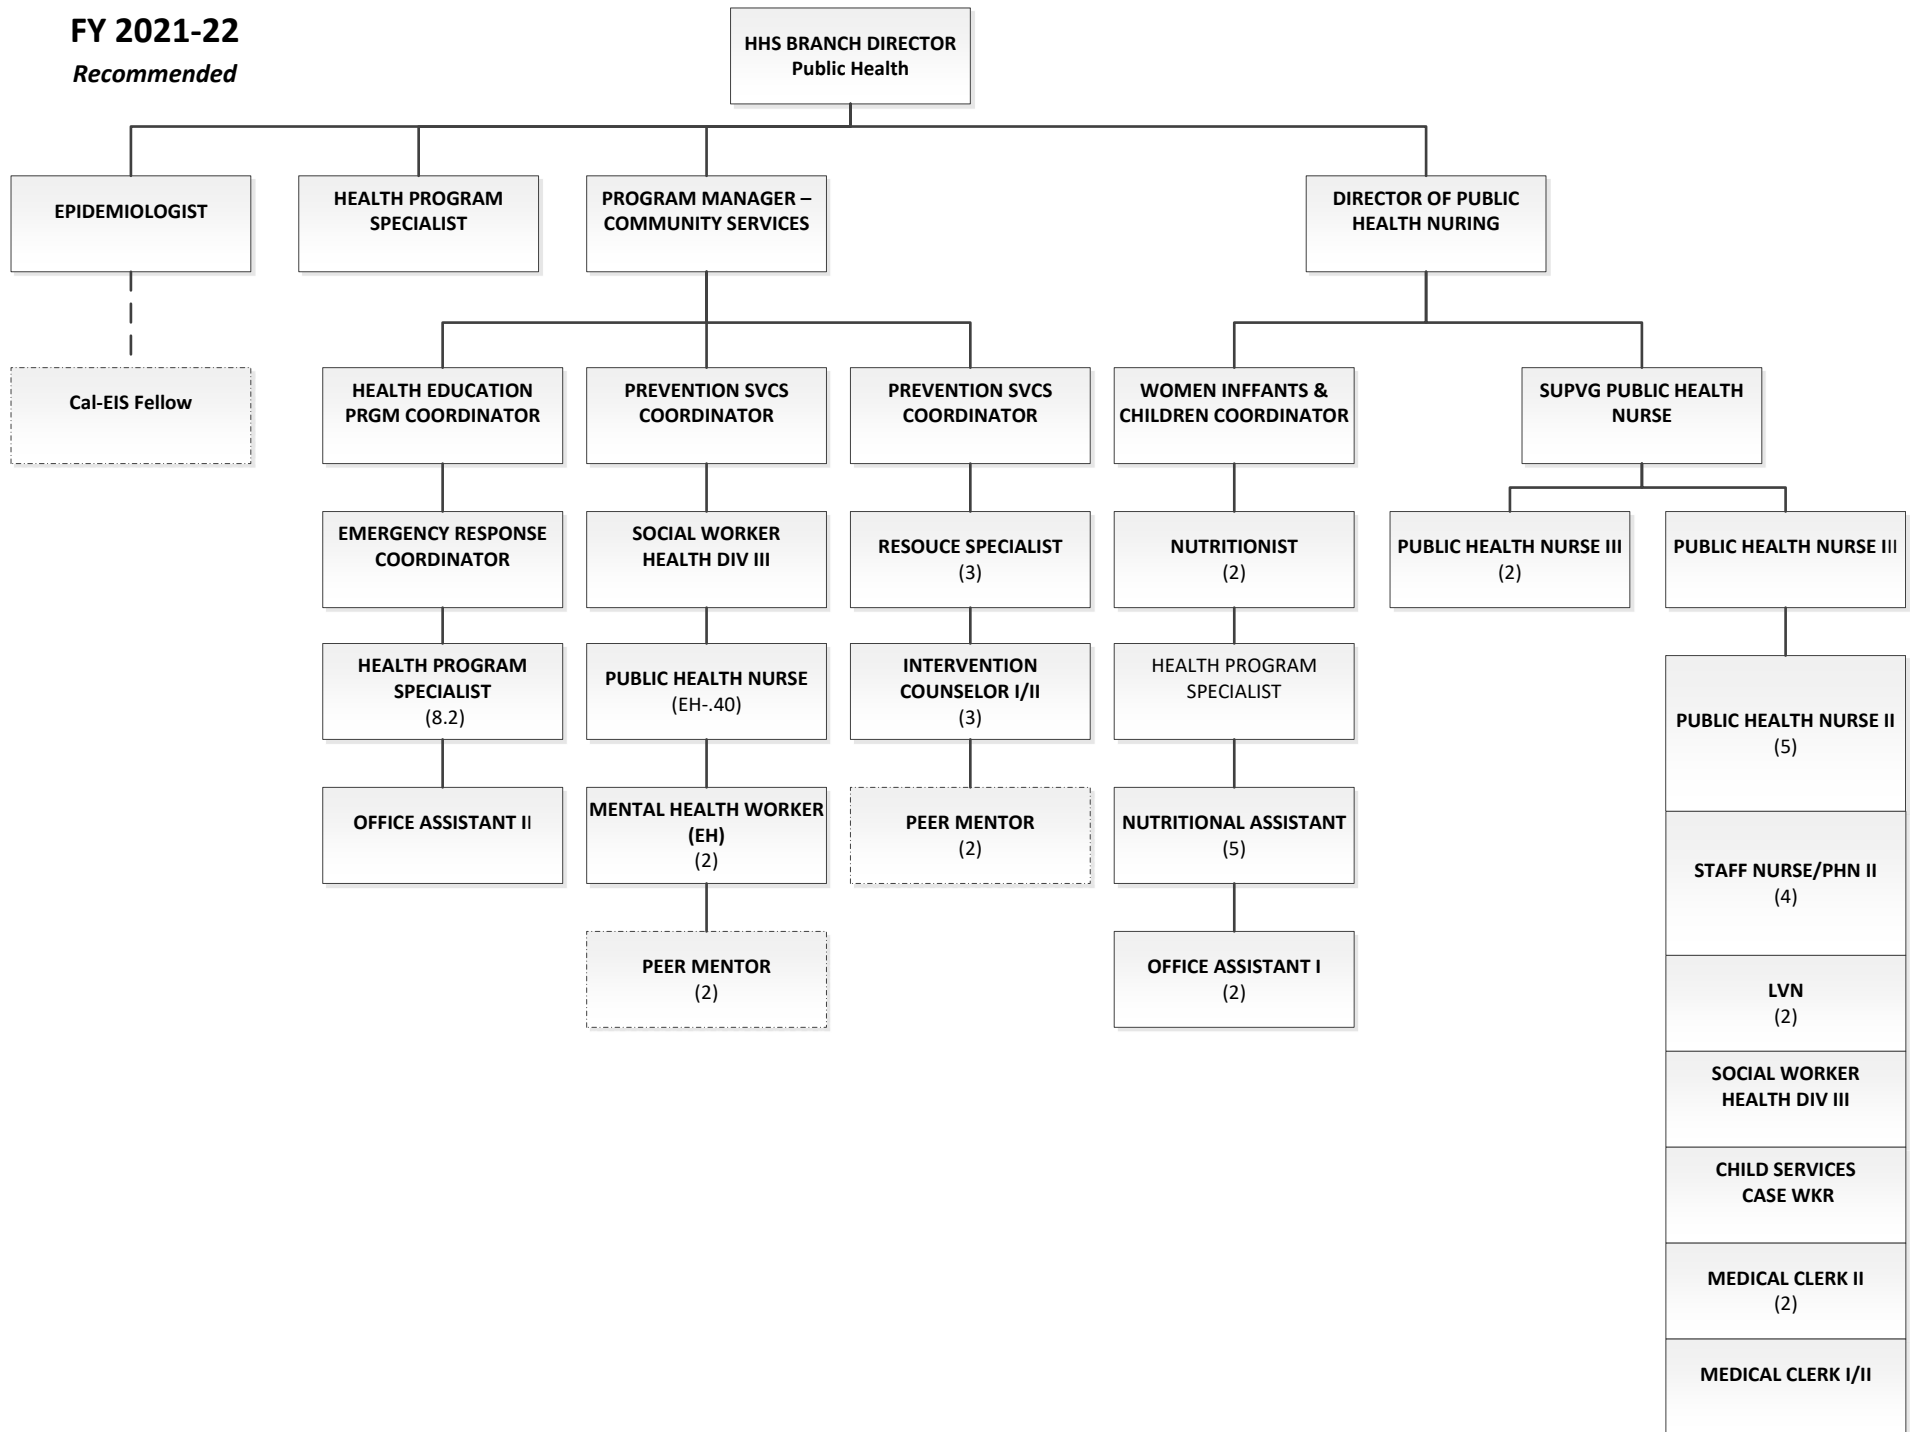 FY 2021-22
Recommended
HHS BRANCH DIRECTOR
Public Health
EPIDEMIOLOGIST
HEALTH PROGRAM
SPECIALIST
PROGRAM MANAGER –
COMMUNITY SERVICES
DIRECTOR OF PUBLIC
HEALTH NURING
Cal-EIS Fellow
HEALTH EDUCATION
PRGM COORDINATOR
PREVENTION SVCS
COORDINATOR
PREVENTION SVCS
COORDINATOR
WOMEN INFFANTS &
CHILDREN COORDINATOR
SUPVG PUBLIC HEALTH
NURSE
EMERGENCY RESPONSE
COORDINATOR
SOCIAL WORKER
HEALTH DIV III
RESOUCE SPECIALIST
(3)
NUTRITIONIST
(2)
PUBLIC HEALTH NURSE III
(2)
PUBLIC HEALTH NURSE III
HEALTH PROGRAM
SPECIALIST
(8.2)
PUBLIC HEALTH NURSE
(EH-.40)
INTERVENTION
COUNSELOR I/II
(3)
HEALTH PROGRAM
SPECIALIST
PUBLIC HEALTH NURSE II
(5)
OFFICE ASSISTANT II
MENTAL HEALTH WORKER
(EH)
(2)
PEER MENTOR
(2)
NUTRITIONAL ASSISTANT
(5)
STAFF NURSE/PHN II
(4)
PEER MENTOR
(2)
OFFICE ASSISTANT I
(2)
LVN
(2)
SOCIAL WORKER
HEALTH DIV III
CHILD SERVICES
CASE WKR
MEDICAL CLERK II
(2)
MEDICAL CLERK I/II